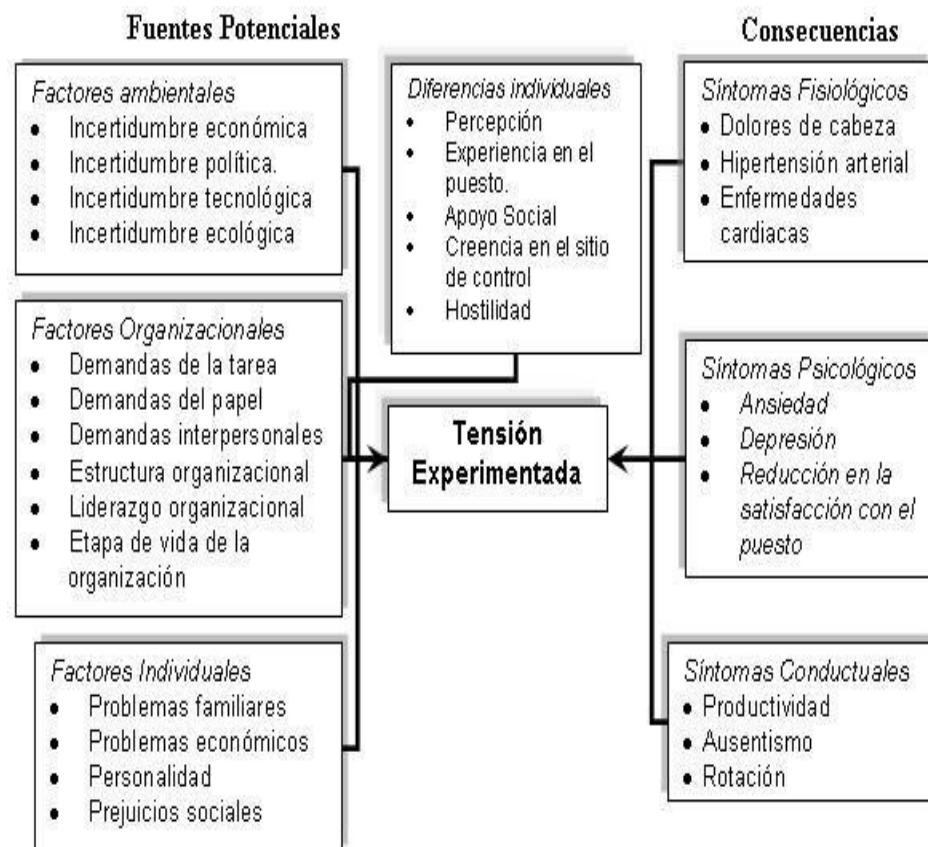 Fuentes Potenciales
Factores ambientales
• Incertidumbre económica
• Incertidumbre política.
• Incertidumbre tecnológica
• Incertidumbre ecológica
Factores Organizacionales
• Demandas de la tarea
• Demandas del papel
• Demandas interpersonales
• Estructura organizacional
• Liderazgo organizacional
• Etapa de vida de la
organización
Factores Individuales
• Problemas familiares
• Problemas económicos
• Personalidad
• Prejuicios sociales
Diferencias individuales
• Percepción
• Experiencia en el
puesto.
• Apoyo Social
• Creencia en el sitio
de control
• Hostilidad
Tensión
Experimentada
Consecuencias
Síntomas Fisiológicos
• Dolores de cabeza
• Hipertensión arterial
• Enfermedades
cardiacas
Síntomas Psicológicos
• Ansiedad
• Depresión
• Reducción en la
satisfacción con el
puesto
Síntomas Conductuales
• Productividad
• Ausentismo
• Rotación